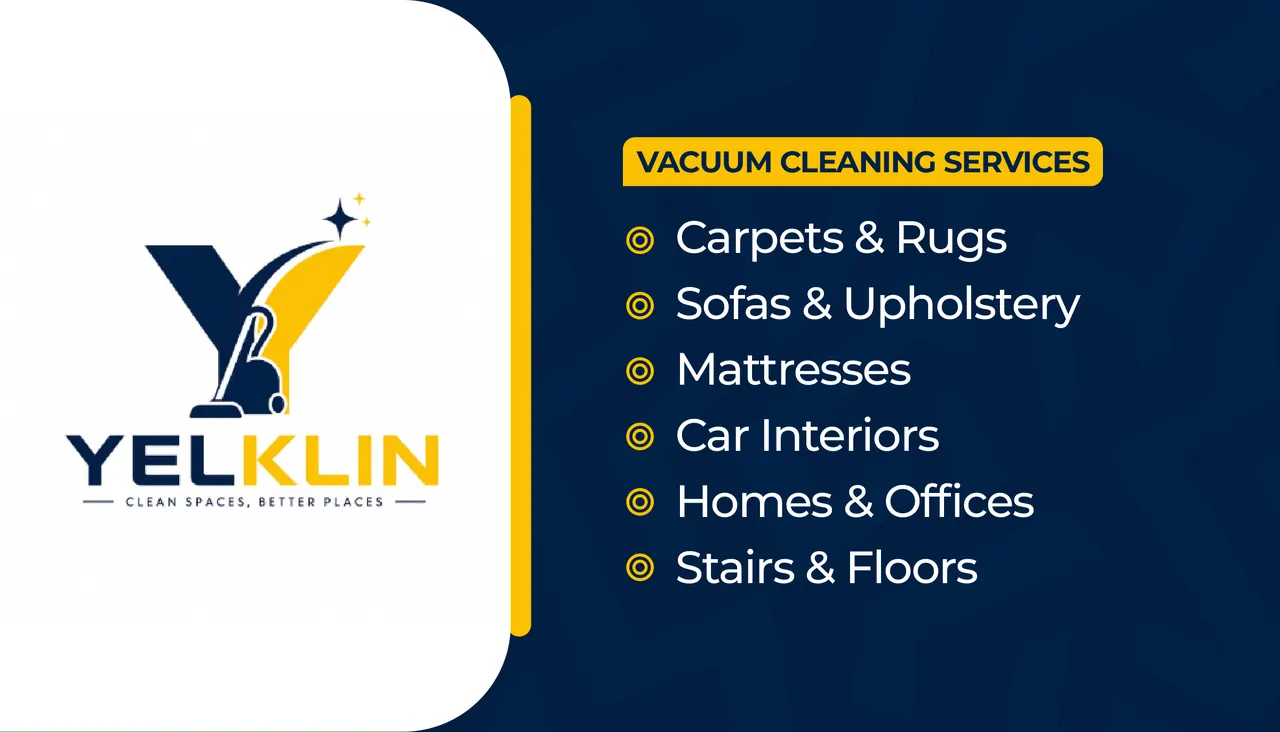 YELKLIN
CLEAN SPACES, BETTER PLACES
VACUUM CLEANING SERVICES
Carpets & Rugs
Sofas & Upholstery
Mattresses
Car Interiors
Homes & Offices
Stairs & Floors